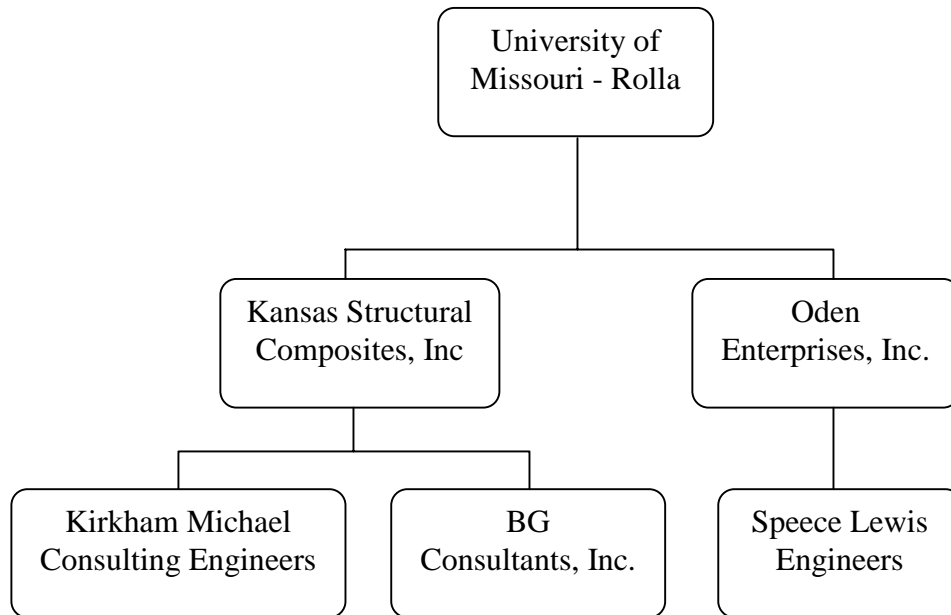 University of
Missouri - Rolla
Kansas Structural
Composites, Inc
Oden
Enterprises, Inc.
Kirkham Michael
Consulting Engineers
BG
Consultants, Inc.
Speece Lewis
Engineers